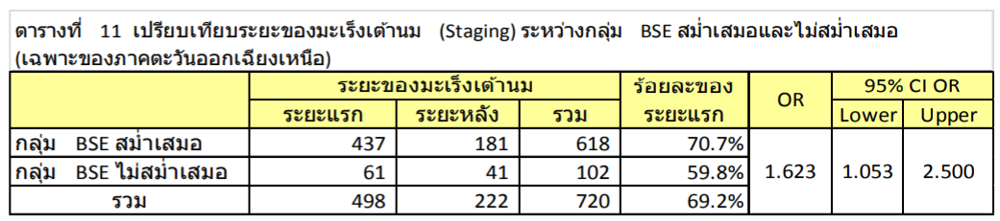 ตารางที่ 11 เปรียบเทียบระยะของมะเร็งเต้านม (Staging) ระหว่างกลุ่ม BSE สม่ำเสมอและไม่สม่ำเสมอ
(เฉพาะของภาคตะวันออกเฉียงเหนือ)
ระยะของมะเร็งเต้านม ร้อยละของ OR 95% CI OR
ระยะแรก ระยะหลัง รวม ระยะแรก Lower Upper
กลุ่ม BSE สม่ำเสมอ 437 181 618 70.7%
กลุ่ม BSE ไม่สม่ำเสมอ 61 41 102 59.8% 1.623 1.053 2.500
รวม 498 222 720 69.2%